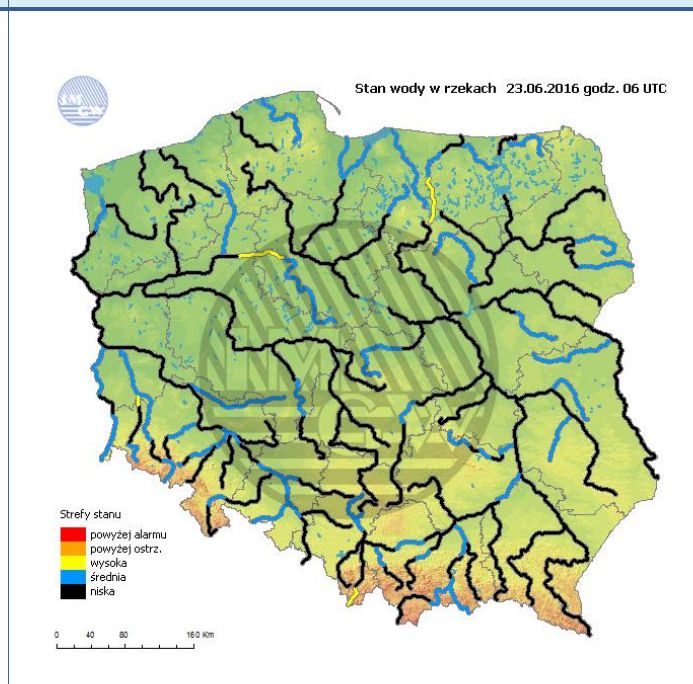 Stan wody w rzekach 23.06.2016 godz. 06 UTC
Strefy stanu
powyżej alarmu
powyżej ostrz.
wysoka
średnia
niska
0 40 80 160 Km